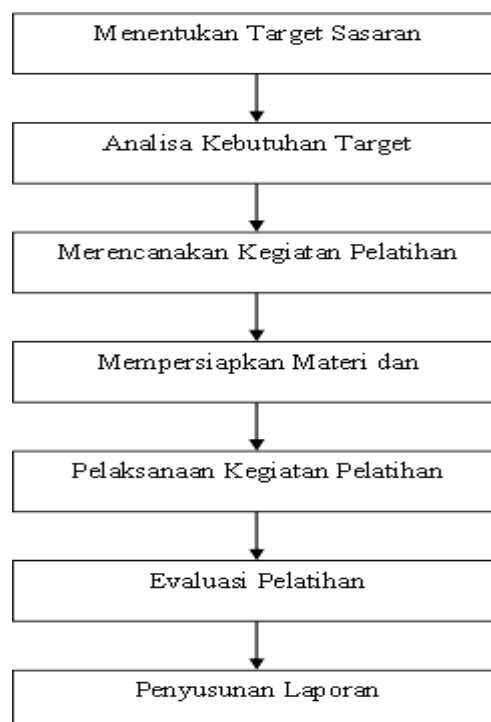 Menentukan Target Sasaran
Analisa Kebutuhan Target
Merencanakan Kegiatan Pelatihan
Mempersiapkan Materi dan
Pelaksanaan Kegiatan Pelatihan
Evaluasi Pelatihan
Penyusunan Laporan